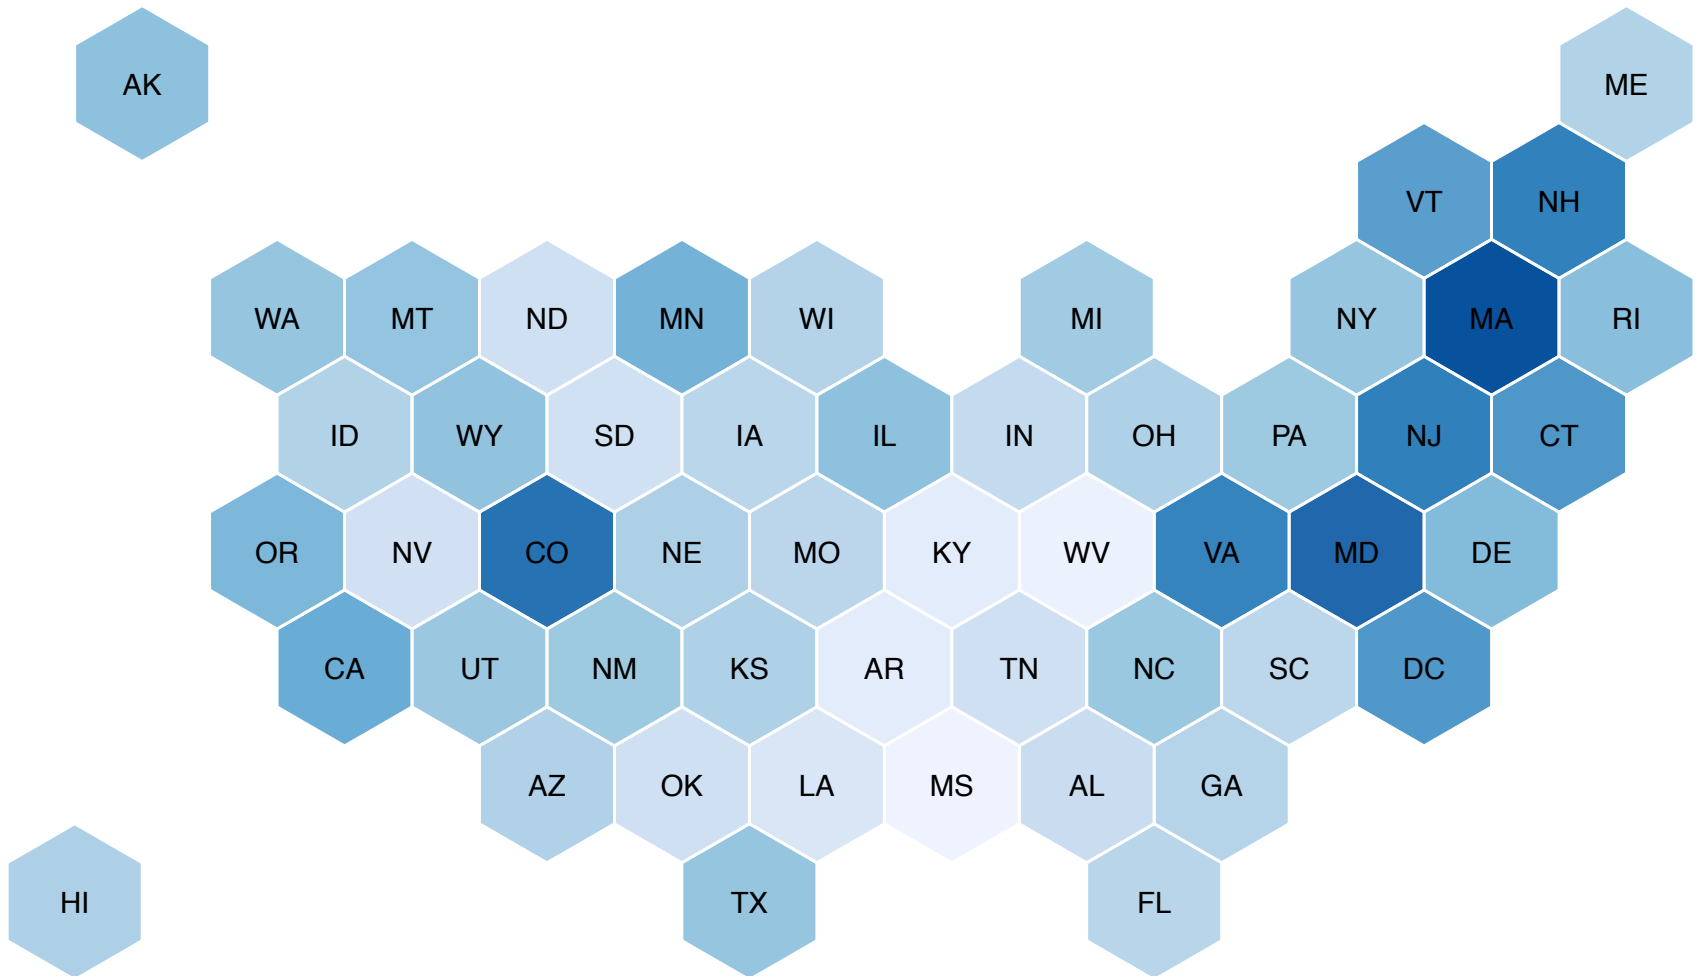 AK ME
VT NH
WA MT ND MN WI MI NY MA RI
ID WY SD IA IL IN OH PA NJ CT
OR NV CO NE MO KY WV VA MD DE
CA UT NM KS AR TN NC SC DC
AZ OK LA MS AL GA
HI TX FL